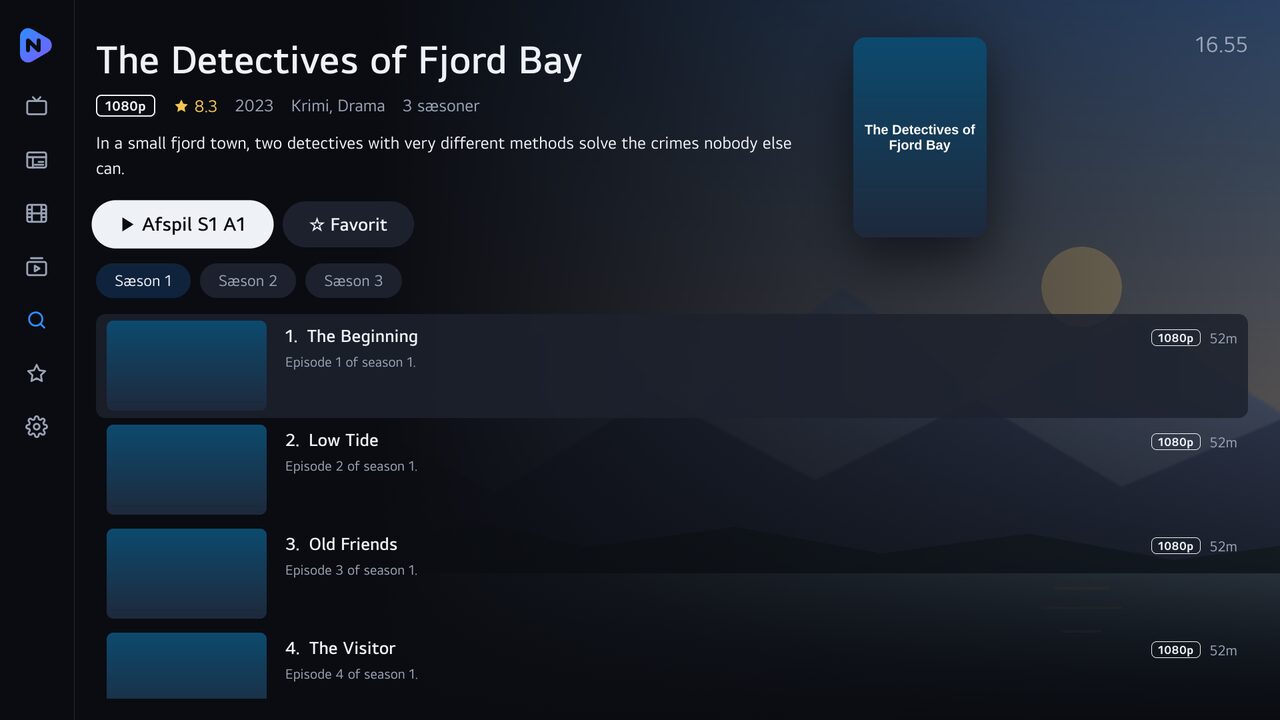 The Detectives of Fjord Bay
16.55
1080p ★ 8.3 2023 Krimi, Drama 3 sæsoner
In a small fjord town, two detectives with very different methods solve the crimes nobody else
can.
The Detectives of
Fjord Bay
▶ Afspil S1 A1 ☆ Favorit
Sæson 1 Sæson 2 Sæson 3
1. The Beginning 1080p 52m
Episode 1 of season 1.
2. Low Tide 1080p 52m
Episode 2 of season 1.
3. Old Friends 1080p 52m
Episode 3 of season 1.
4. The Visitor 1080p 52m
Episode 4 of season 1.